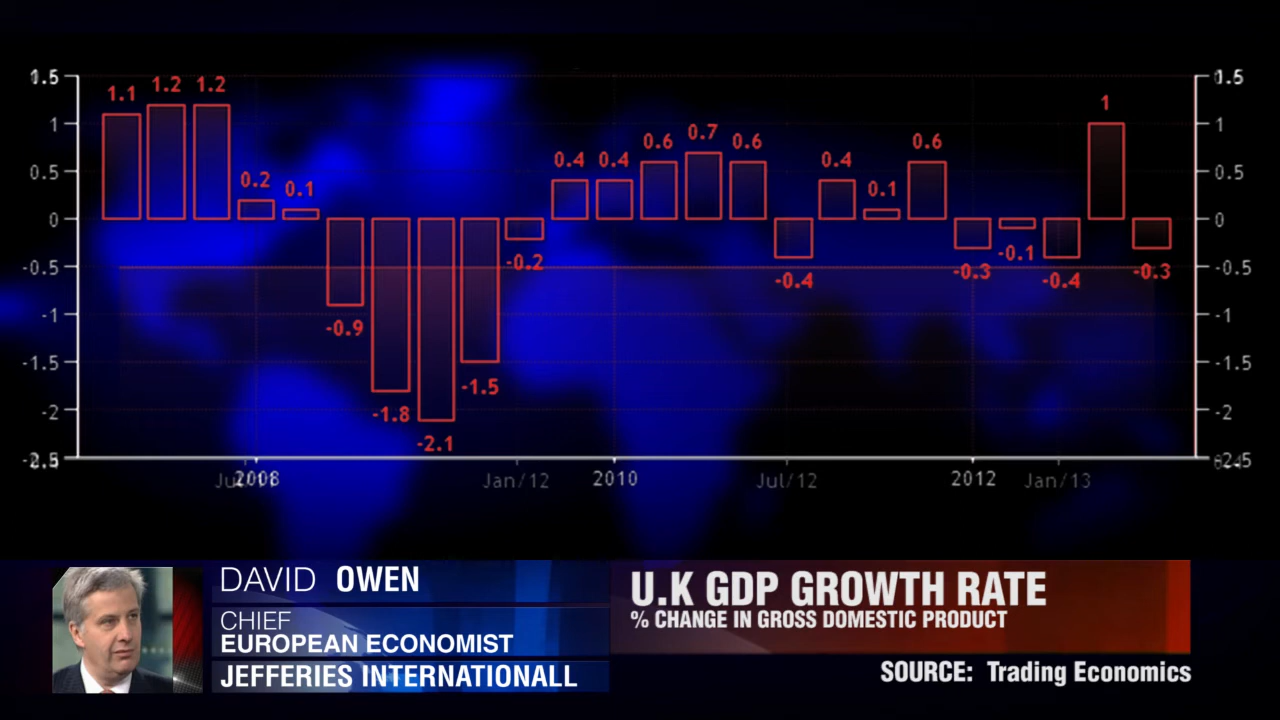 1.5 1.5
1 1
0.5 0.5
0 0
-0.5 -0.5
-1 -1
-1.5 -1.5
-2 -2
1.1 1.2 1.2 0.2 0.1 -0.9 -1.8 -2.1 -1.5 -0.2 0.4 0.4 0.6 0.7 0.6 -0.4 0.4 0.1 0.6 -0.3 -0.1 -0.4 1 -0.3
2008 Jan/12 2010 Jul/12 2012 Jan/13
DAVID OWEN
CHIEF
EUROPEAN ECONOMIST
JEFFERIES INTERNATIONALL
U.K GDP GROWTH RATE
% CHANGE IN GROSS DOMESTIC PRODUCT
SOURCE: Trading Economics